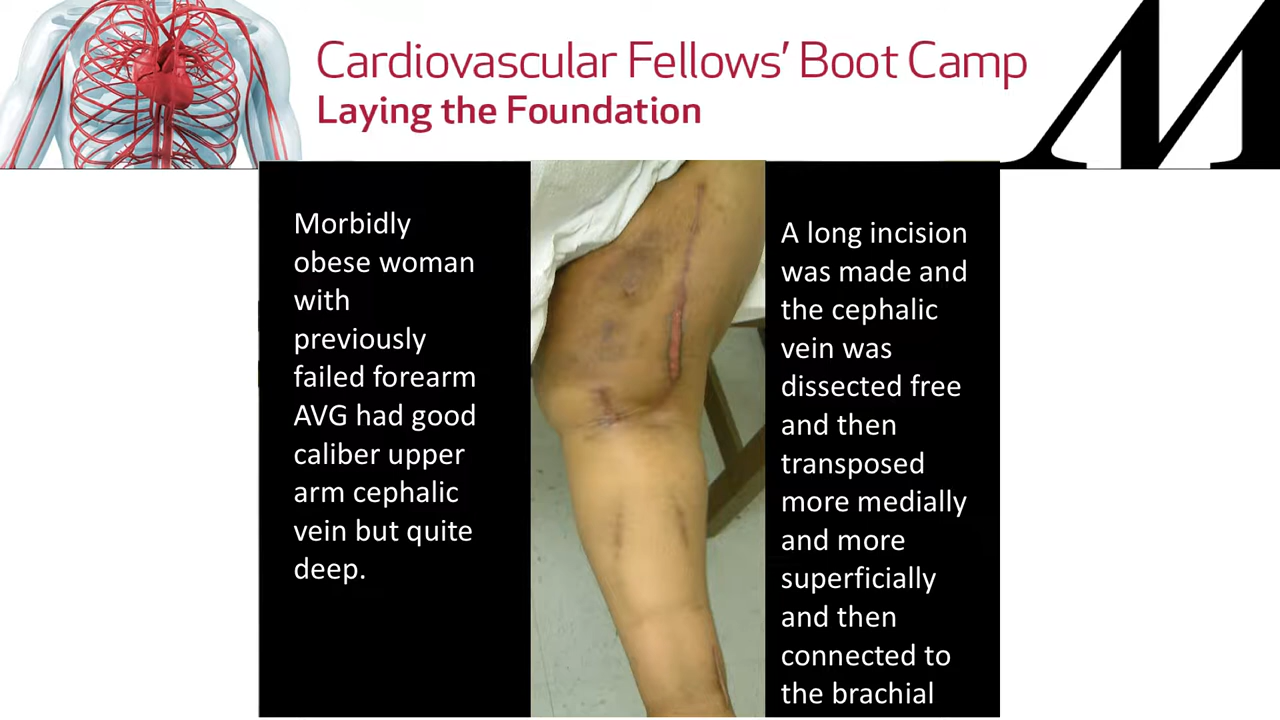 Cardiovascular Fellows' Boot Camp
Laying the Foundation
M
Morbidly
obese woman
with
previously
failed forearm
AVG had good
caliber upper
arm cephalic
vein but quite
deep.
A long incision
was made and
the cephalic
vein was
dissected free
and then
transposed
more medially
and more
superficially
and then
connected to
the brachial